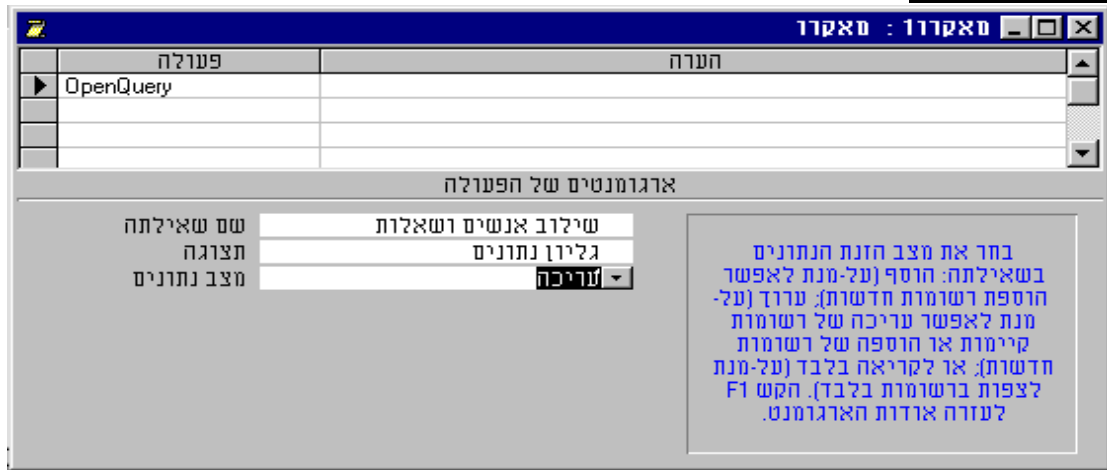 מאקרו1 : מאקרו
פעולה
הערה
OpenQuery
ארגומנטים של הפעולה
שם שאילתה
שילוב אנשים ושאלות
תצוגה
גליון נתונים
מצב נתונים
עריכה
בחר את מצב הזנת הנתונים
בשאילתה: הוסף (על-מנת לאפשר
הוספת רשומות חדשות); ערוך (על-
מנת לאפשר עריכה של רשומות
קיימות או הוספה של רשומות
חדשות); או לקריאה בלבד (על-מנת
לצפות ברשומות בלבד). הקש F1
לעזרה אודות הארגומנט.